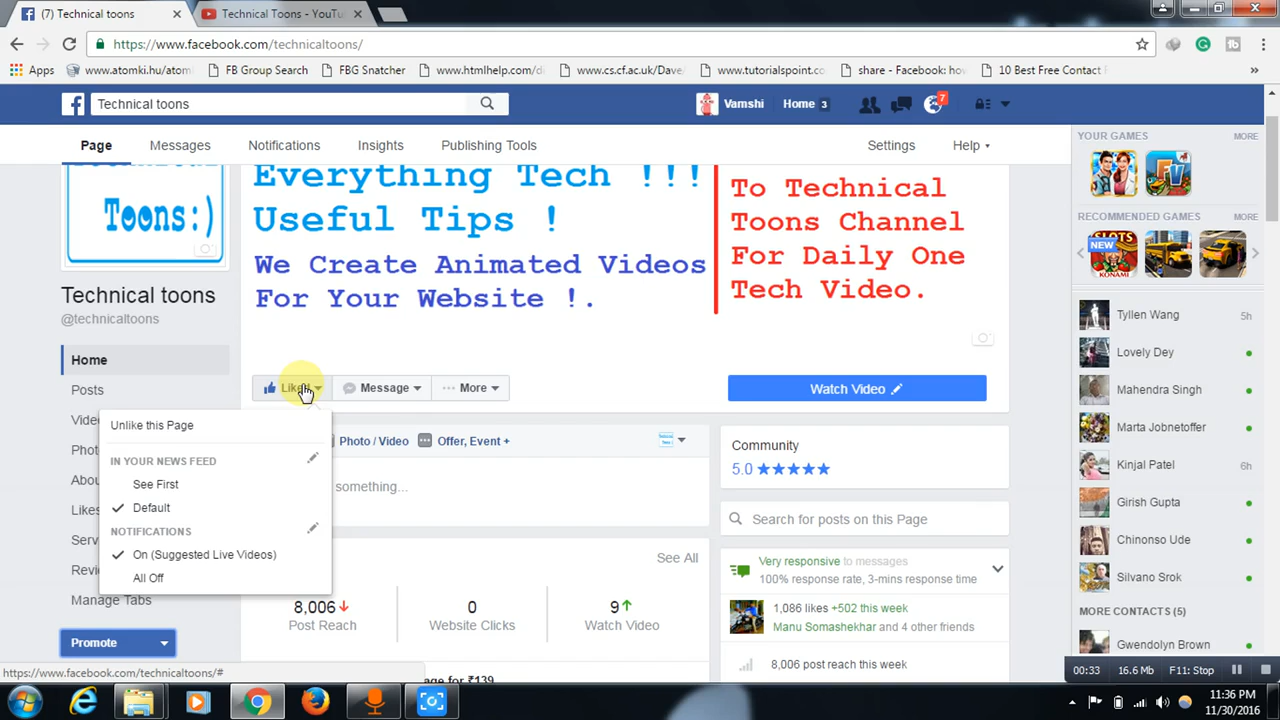 (7) Technical toons
Technical Toons - YouTu
https://www.facebook.com/technicaltoons/
Apps
www.atomki.hu/atom
FB Group Search
FBG Snatcher
www.htmlhelp.com/d
www.cs.cf.ac.uk/Dave
www.tutorialspoint.co
share - Facebook: ho
10 Best Free Contact
Technical toons
Vamshi
Home 3
7
Page
Messages
Notifications
Insights
Publishing Tools
Settings
Help
YOUR GAMES
MORE
RECOMMENDED GAMES
MORE
NEW
SLOTS
KONAMI
Toons:)
Everything Tech !!!
Useful Tips !
We Create Animated Videos
For Your Website !.
To Technical
Toons Channel
For Daily One
Tech Video.
Technical toons
@technicaltoons
Home
Posts
Liked
Message
More
Watch Video
Unlike this Page
IN YOUR NEWS FEED
See First
Default
NOTIFICATIONS
On (Suggested Live Videos)
All Off
Manage Tabs
Promote
Photo / Video
Offer, Event +
something...
See All
8,006
Post Reach
0
Website Clicks
9
Watch Video
age for ₹139
Community
5.0
Search for posts on this Page
Very responsive to messages
100% response rate, 3-mins response time
1,086 likes +502 this week
Manu Somashekhar and 4 other friends
8,006 post reach this week
Tyllen Wang
5h
Lovely Dey
Mahendra Singh
Marta Jobnetoffer
Kinjal Patel
6h
Girish Gupta
Chinonso Ude
Silvano Srok
MORE CONTACTS (5)
Gwendolyn Brown
https://www.facebook.com/technicaltoons/#
00:33
16.6 Mb
F11: Stop
11:36 PM
11/30/2016